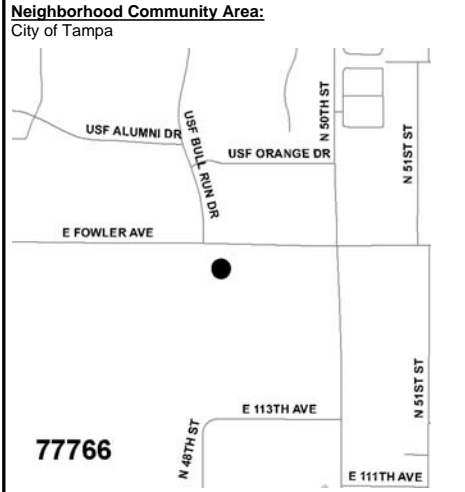 Neighborhood Community Area:
City of Tampa
N 50TH ST
USF ALUMNI DR
USF BULL RUN DR
USF ORANGE DR
N 51ST ST
E FOWLER AVE
N 51ST ST
E 113TH AVE
N 48TH ST
77766
E 111TH AVE